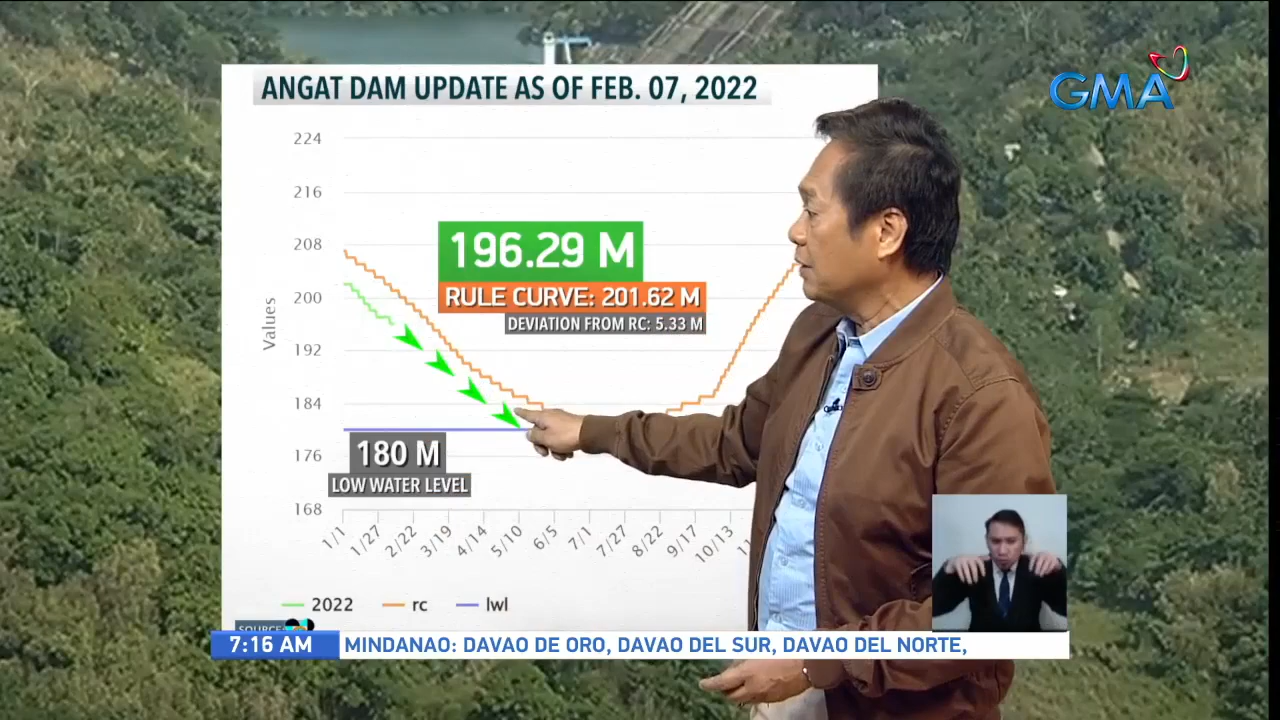 ANGAT DAM UPDATE AS OF FEB. 07, 2022
GMA
224
216
208
200
192
184
176
168
Values
196.29 M
RULE CURVE: 201.62 M
DEVIATION FROM RC: 5.33 M
180 M
LOW WATER LEVEL
1/1
1/27
2/22
3/19
4/14
5/10
6/5
7/1
7/27
8/22
9/17
10/13
2022
rc
lwl
SOURCE:
7:16 AM
MINDANAO: DAVAO DE ORO, DAVAO DEL SUR, DAVAO DEL NORTE,